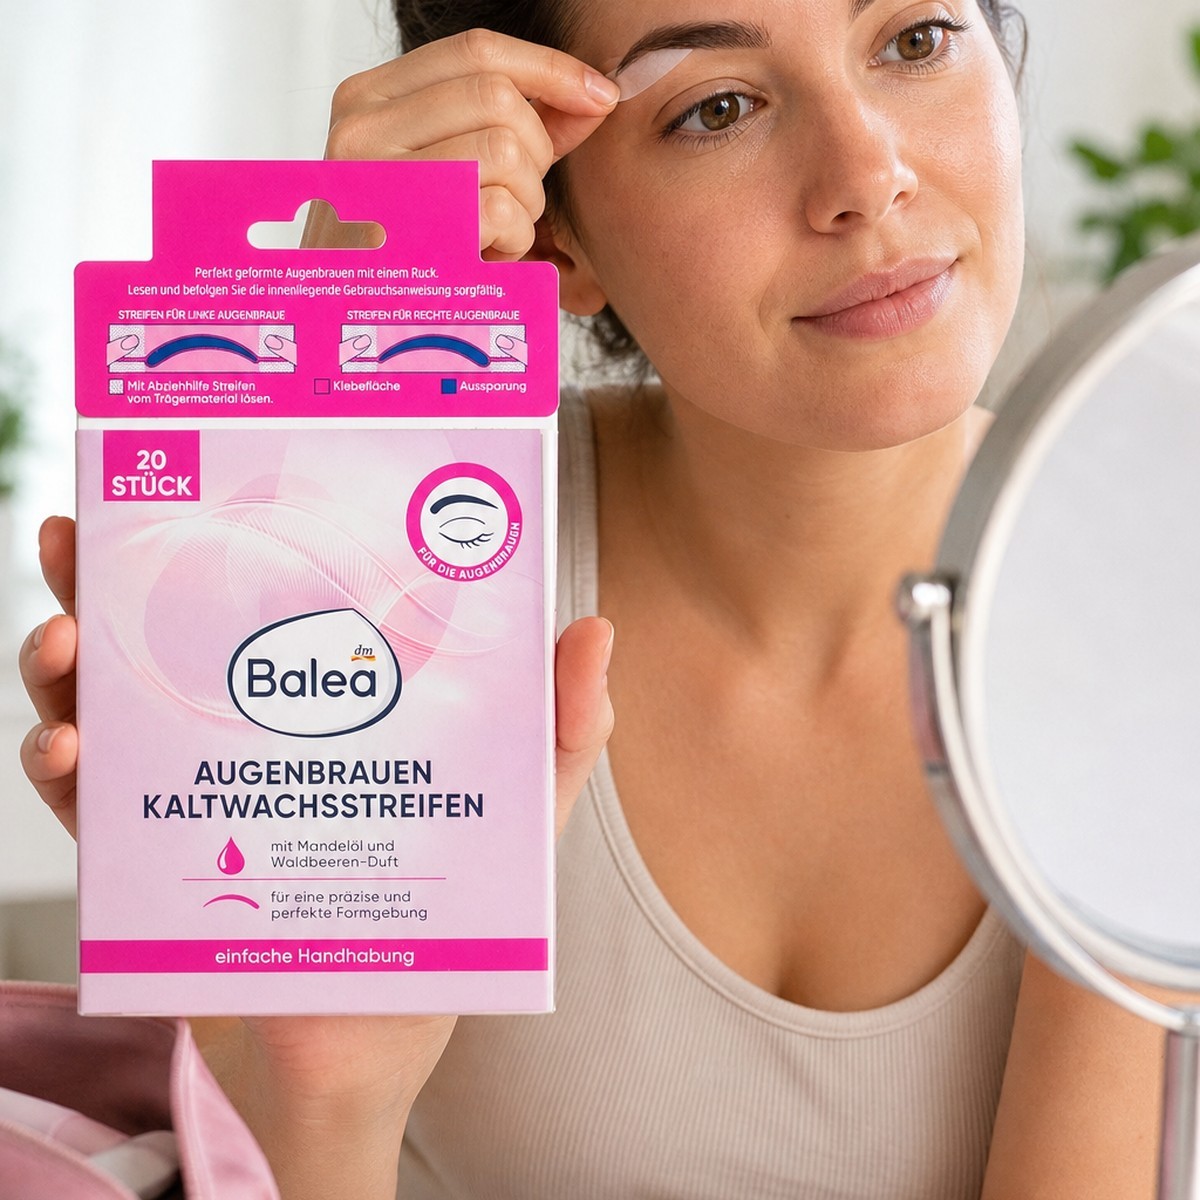 Perfekt geformte Augenbrauen mit einem Ruck.
Lesen und befolgen Sie die innenliegende Gebrauchsanweisung sorgfältig.
STREIFEN FÜR LINKE AUGENBRAUE
STREIFEN FÜR RECHTE AUGENBRAUE
Mit Abziehhilfe Streifen
vom Trägermaterial lösen.
Klebefläche
Aussparung
20
STÜCK
FÜR DIE AUGENBRAUEN
dm
Balea
AUGENBRAUEN
KALTWACHSSTREIFEN
mit Mandelöl und
Waldbeeren-Duft
für eine präzise und
perfekte Formgebung
einfache Handhabung